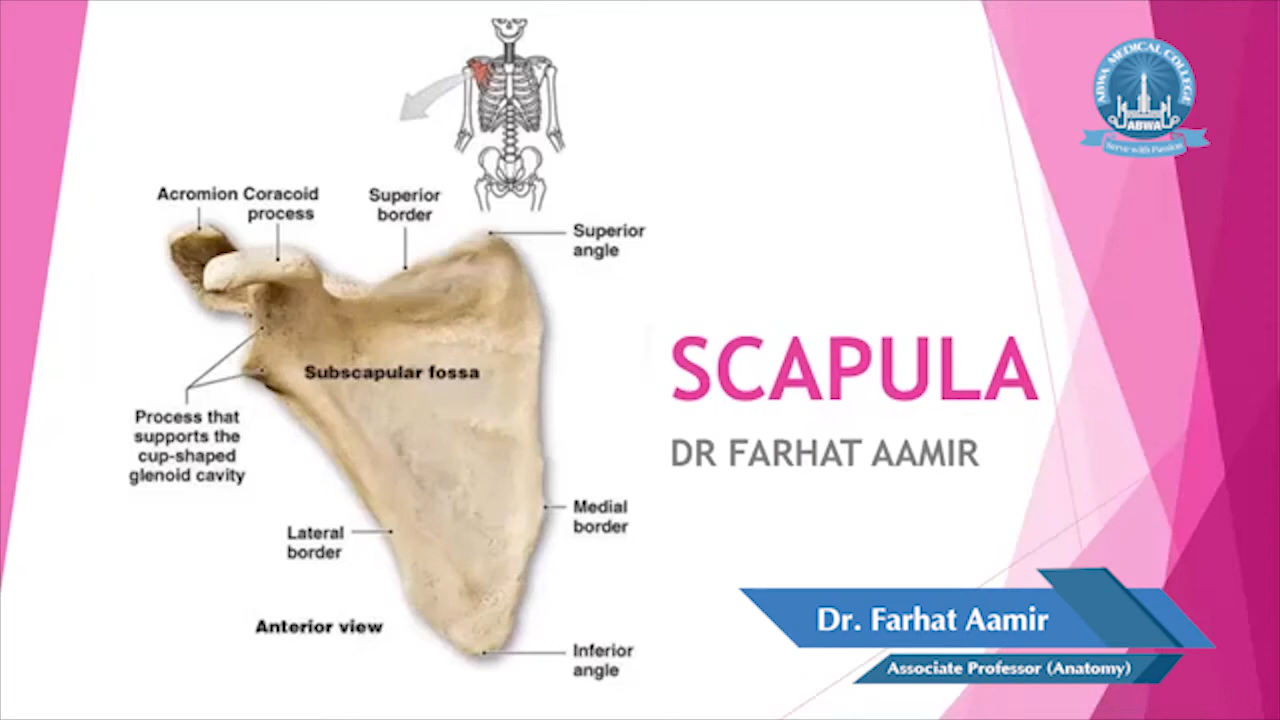 ABWA MEDICAL COLLEGE
ABWA
Serve with Passion
Acromion Coracoid
process
Superior
border
Superior
angle
Subscapular fossa
Process that
supports the
cup-shaped
glenoid cavity
Lateral
border
Medial
border
Anterior view
Inferior
angle
SCAPULA
DR FARHAT AAMIR
Dr. Farhat Aamir
Associate Professor (Anatomy)